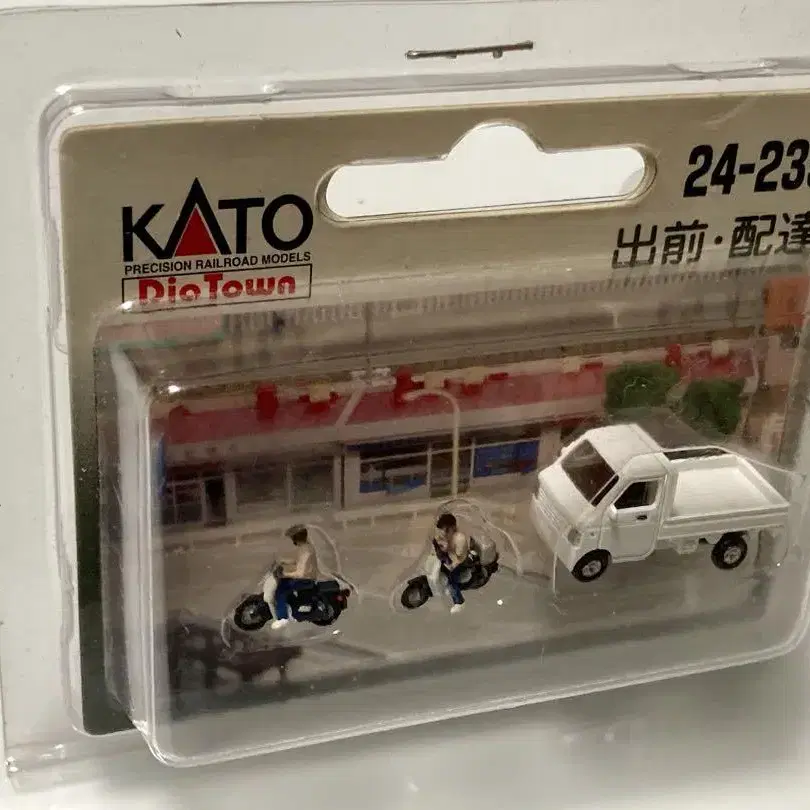 24-23
KATO
出前・配達
PRECISION RAILROAD MODELS
DioTown